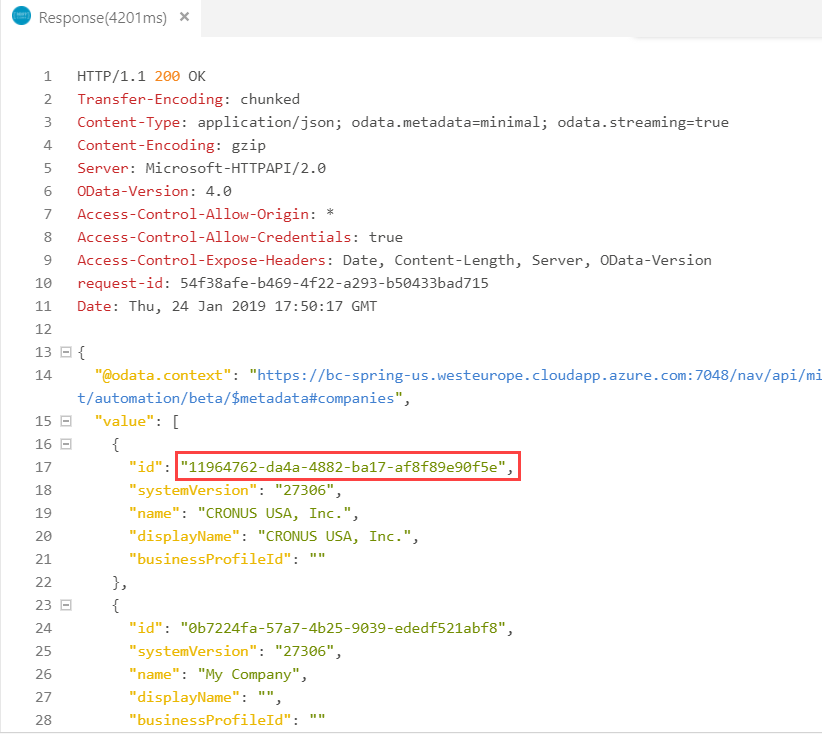 Response(4201ms) ×
1 HTTP/1.1 200 OK
2 Transfer-Encoding: chunked
3 Content-Type: application/json; odata.metadata=minimal; odata.streaming=true
4 Content-Encoding: gzip
5 Server: Microsoft-HTTPAPI/2.0
6 OData-Version: 4.0
7 Access-Control-Allow-Origin: *
8 Access-Control-Allow-Credentials: true
9 Access-Control-Expose-Headers: Date, Content-Length, Server, OData-Version
10 request-id: 54f38afe-b469-4f22-a293-b50433bad715
11 Date: Thu, 24 Jan 2019 17:50:17 GMT
12
13 {
14 "@odata.context": "https://bc-spring-us.westeurope.cloudapp.azure.com:7048/nav/api/mi
t/automation/beta/$metadata#companies",
15 "value": [
16 {
17 "id": "11964762-da4a-4882-ba17-af8f89e90f5e",
18 "systemVersion": "27306",
19 "name": "CRONUS USA, Inc.",
20 "displayName": "CRONUS USA, Inc.",
21 "businessProfileId": ""
22 },
23 {
24 "id": "0b7224fa-57a7-4b25-9039-ededf521abf8",
25 "systemVersion": "27306",
26 "name": "My Company",
27 "displayName": "",
28 "businessProfileId": ""